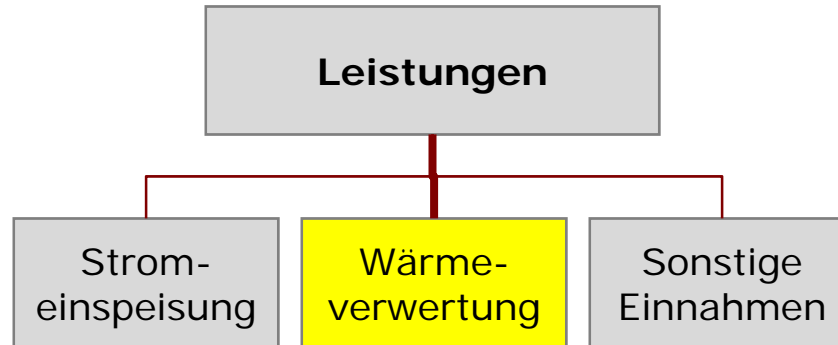 Leistungen
Strom-
einspeisung
Wärme-
verwertung
Sonstige
Einnahmen